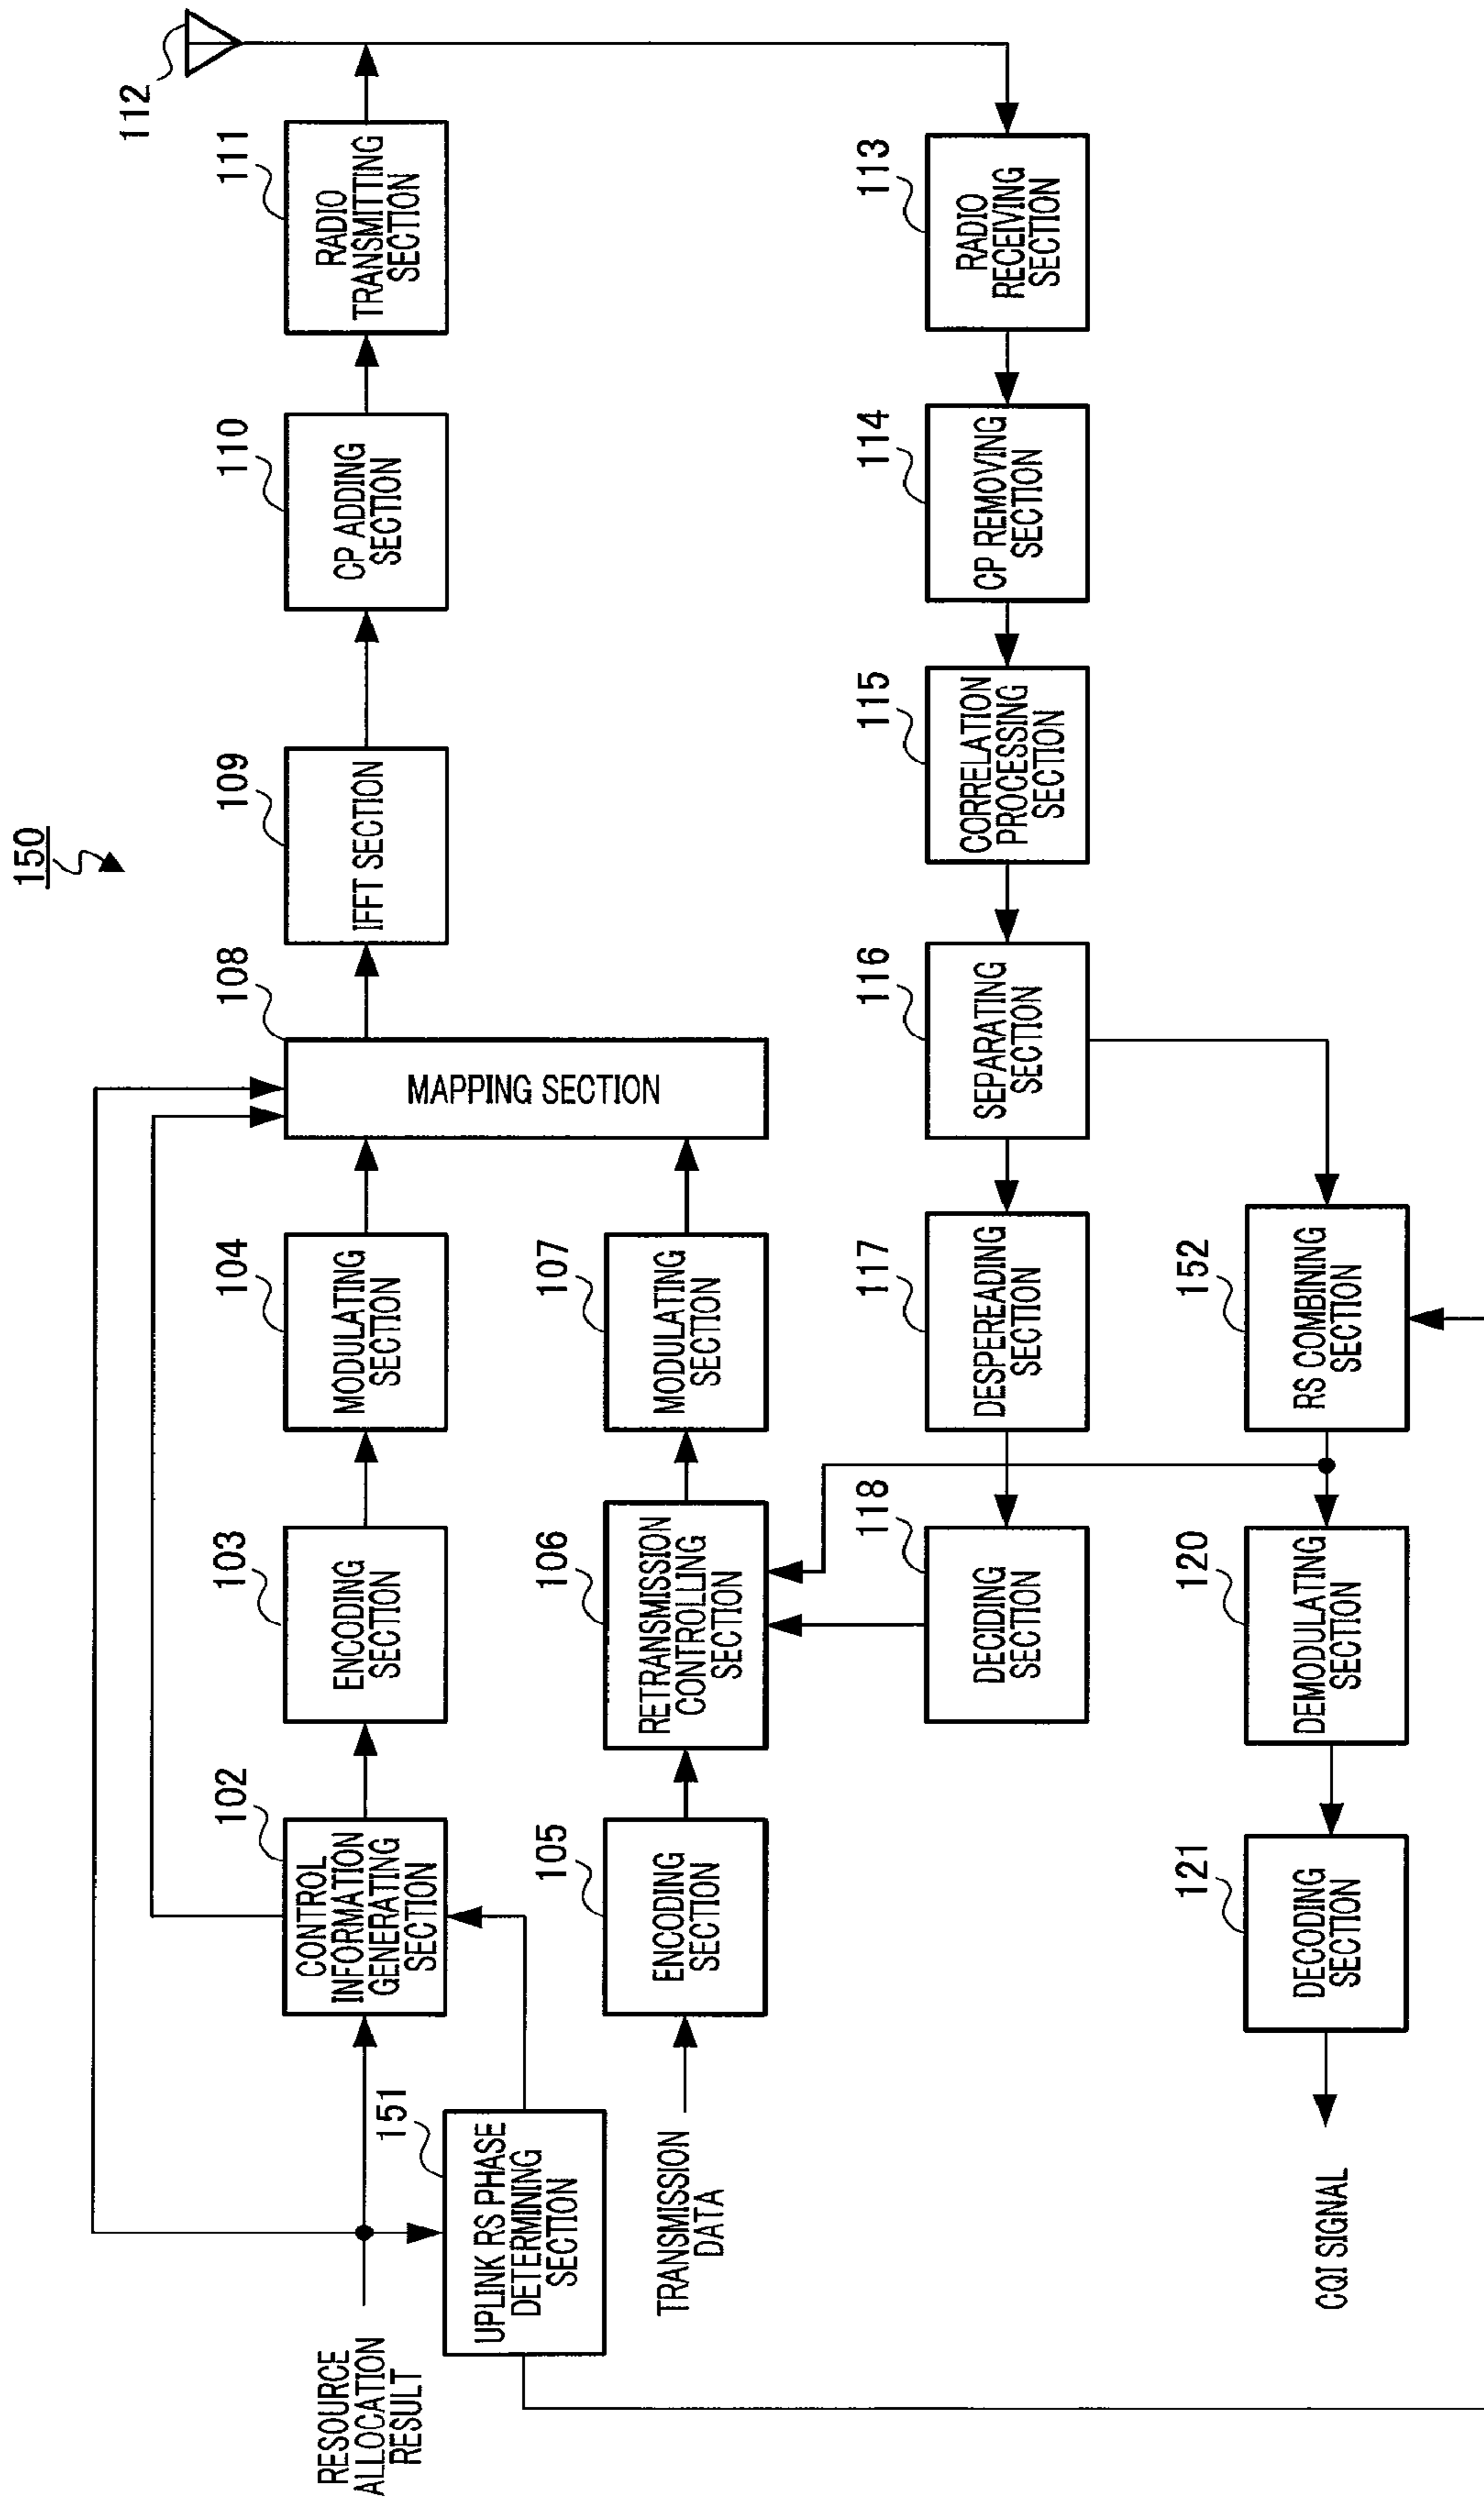 150
112
111
RADIO
TRANSMITTING
SECTION
110
CP ADDING
SECTION
109
IFFT SECTION
108
MAPPING SECTION
104
MODULATING
SECTION
103
ENCODING
SECTION
102
CONTROL
INFORMATION
GENERATING
SECTION
RESOURCE
ALLOCATION
RESULT
151
UPLINK RS PHASE
DETERMINING
SECTION
TRANSMISSION
DATA
105
ENCODING
SECTION
106
RETRANSMISSION
CONTROLLING
SECTION
107
MODULATING
SECTION
113
RADIO
RECEIVING
SECTION
114
CP REMOVING
SECTION
115
CORRELATION
PROCESSING
SECTION
116
SEPARATING
SECTION
117
DESPEREADING
SECTION
118
DECIDING
SECTION
152
RS COMBINING
SECTION
120
DEMODULATING
SECTION
121
DECODING
SECTION
CQI SIGNAL